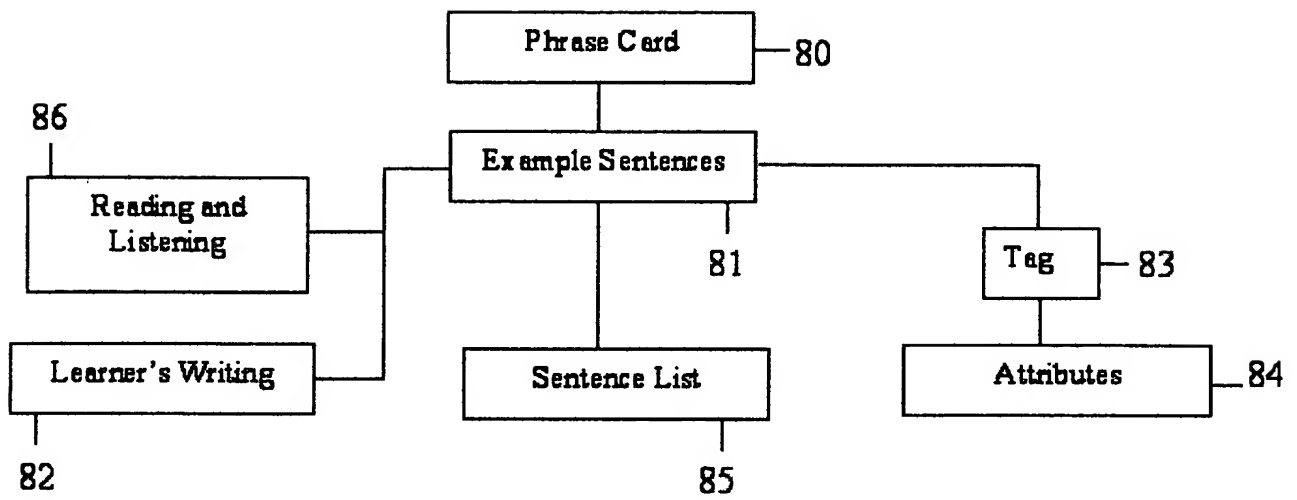 Phrase Card
80
86
Example Sentences
Reading and
Listening
81
Tag
83
Learner's Writing
Sentence List
Attributes
84
82
85